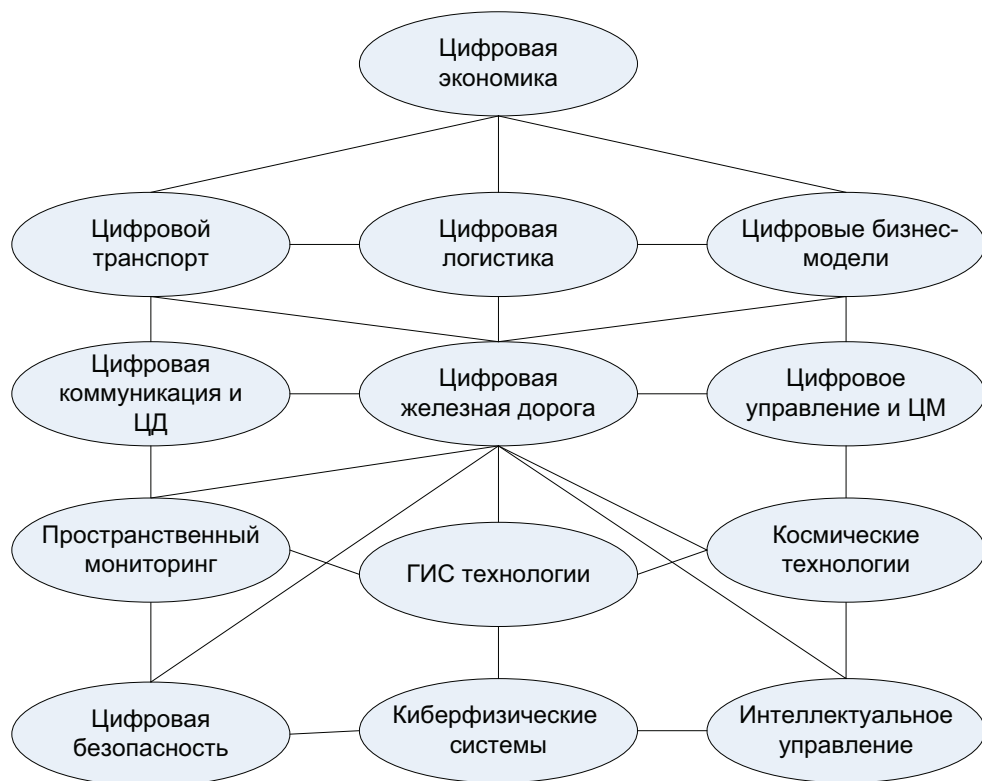 Цифровая
экономика
Цифровой
транспорт
Цифровая
логистика
Цифровые бизнес-
модели
Цифровая
коммуникация и
ЦД
Цифровая
железная дорога
Цифровое
управление и ЦМ
Пространственный
мониторинг
ГИС технологии
Космические
технологии
Цифровая
безопасность
Киберфизические
системы
Интеллектуальное
управление